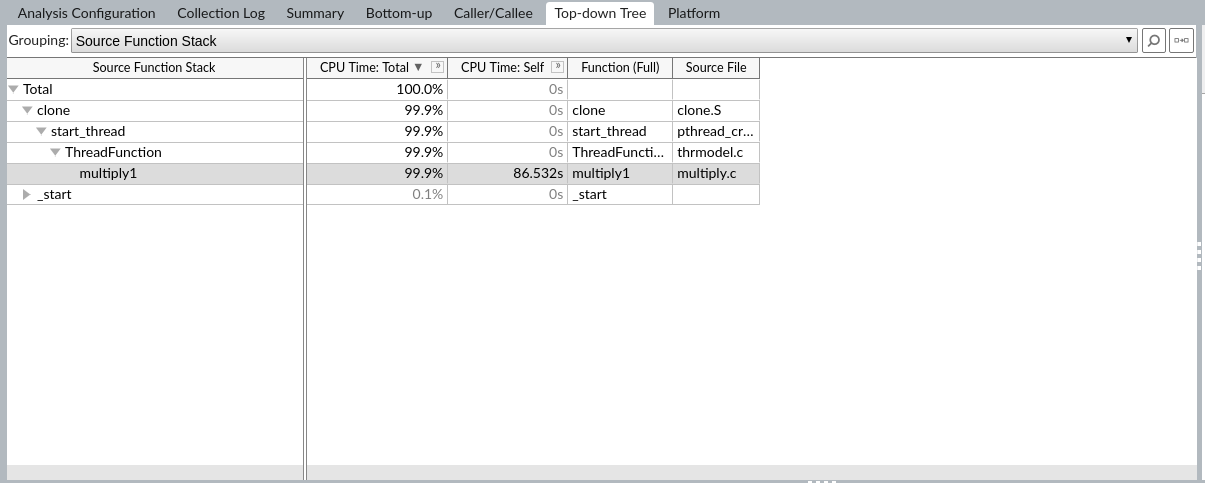 Analysis Configuration Collection Log Summary Bottom-up Caller/Callee Top-down Tree Platform
Grouping: Source Function Stack
Source Function Stack CPU Time: Total CPU Time: Self Function (Full) Source File
Total 100.0% 0s
clone 99.9% 0s clone clone.S
start_thread 99.9% 0s start_thread pthread_cr...
ThreadFunction 99.9% 0s ThreadFuncti... thrmodel.c
multiply1 99.9% 86.532s multiply1 multiply.c
_start 0.1% 0s _start